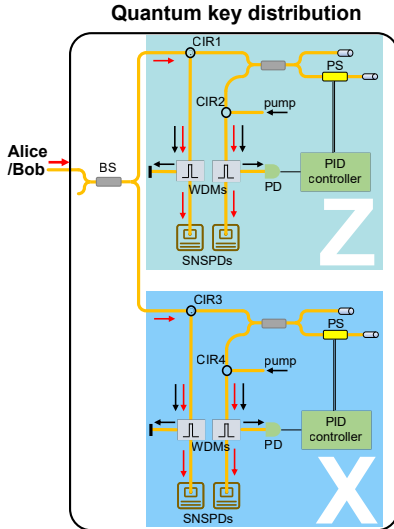 Quantum key distribution
CIR1
PS
CIR2
pump
Alice
/Bob
BS
WDMs
PD
PID
controller
SNSPDs
Z
CIR3
PS
CIR4
pump
WDMs
PD
PID
controller
SNSPDs
X